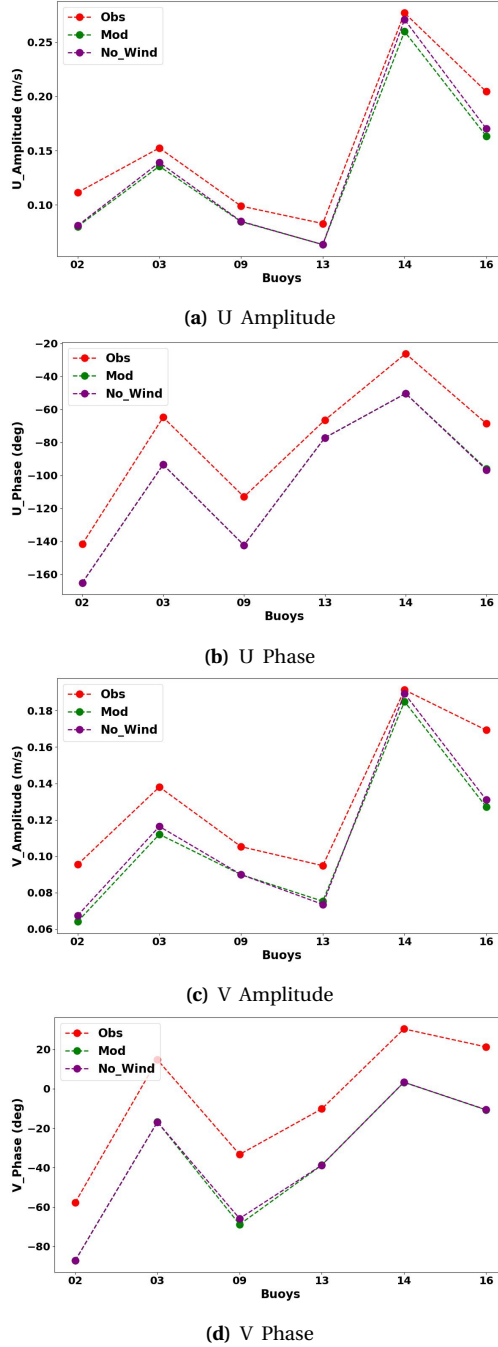 Obs
Mod
No_Wind
0.25
0.20
0.15
0.10
U_Amplitude (m/s)
02 03 09 13 14 16
Buoys
(a) U Amplitude
Obs
Mod
No_Wind
−20
−40
−60
−80
−100
−120
−140
−160
U_Phase (deg)
02 03 09 13 14 16
Buoys
(b) U Phase
Obs
Mod
No_Wind
0.18
0.16
0.14
0.12
0.10
0.08
0.06
V_Amplitude (m/s)
02 03 09 13 14 16
Buoys
(c) V Amplitude
Obs
Mod
No_Wind
20
0
−20
−40
−60
−80
V_Phase (deg)
02 03 09 13 14 16
Buoys
(d) V Phase